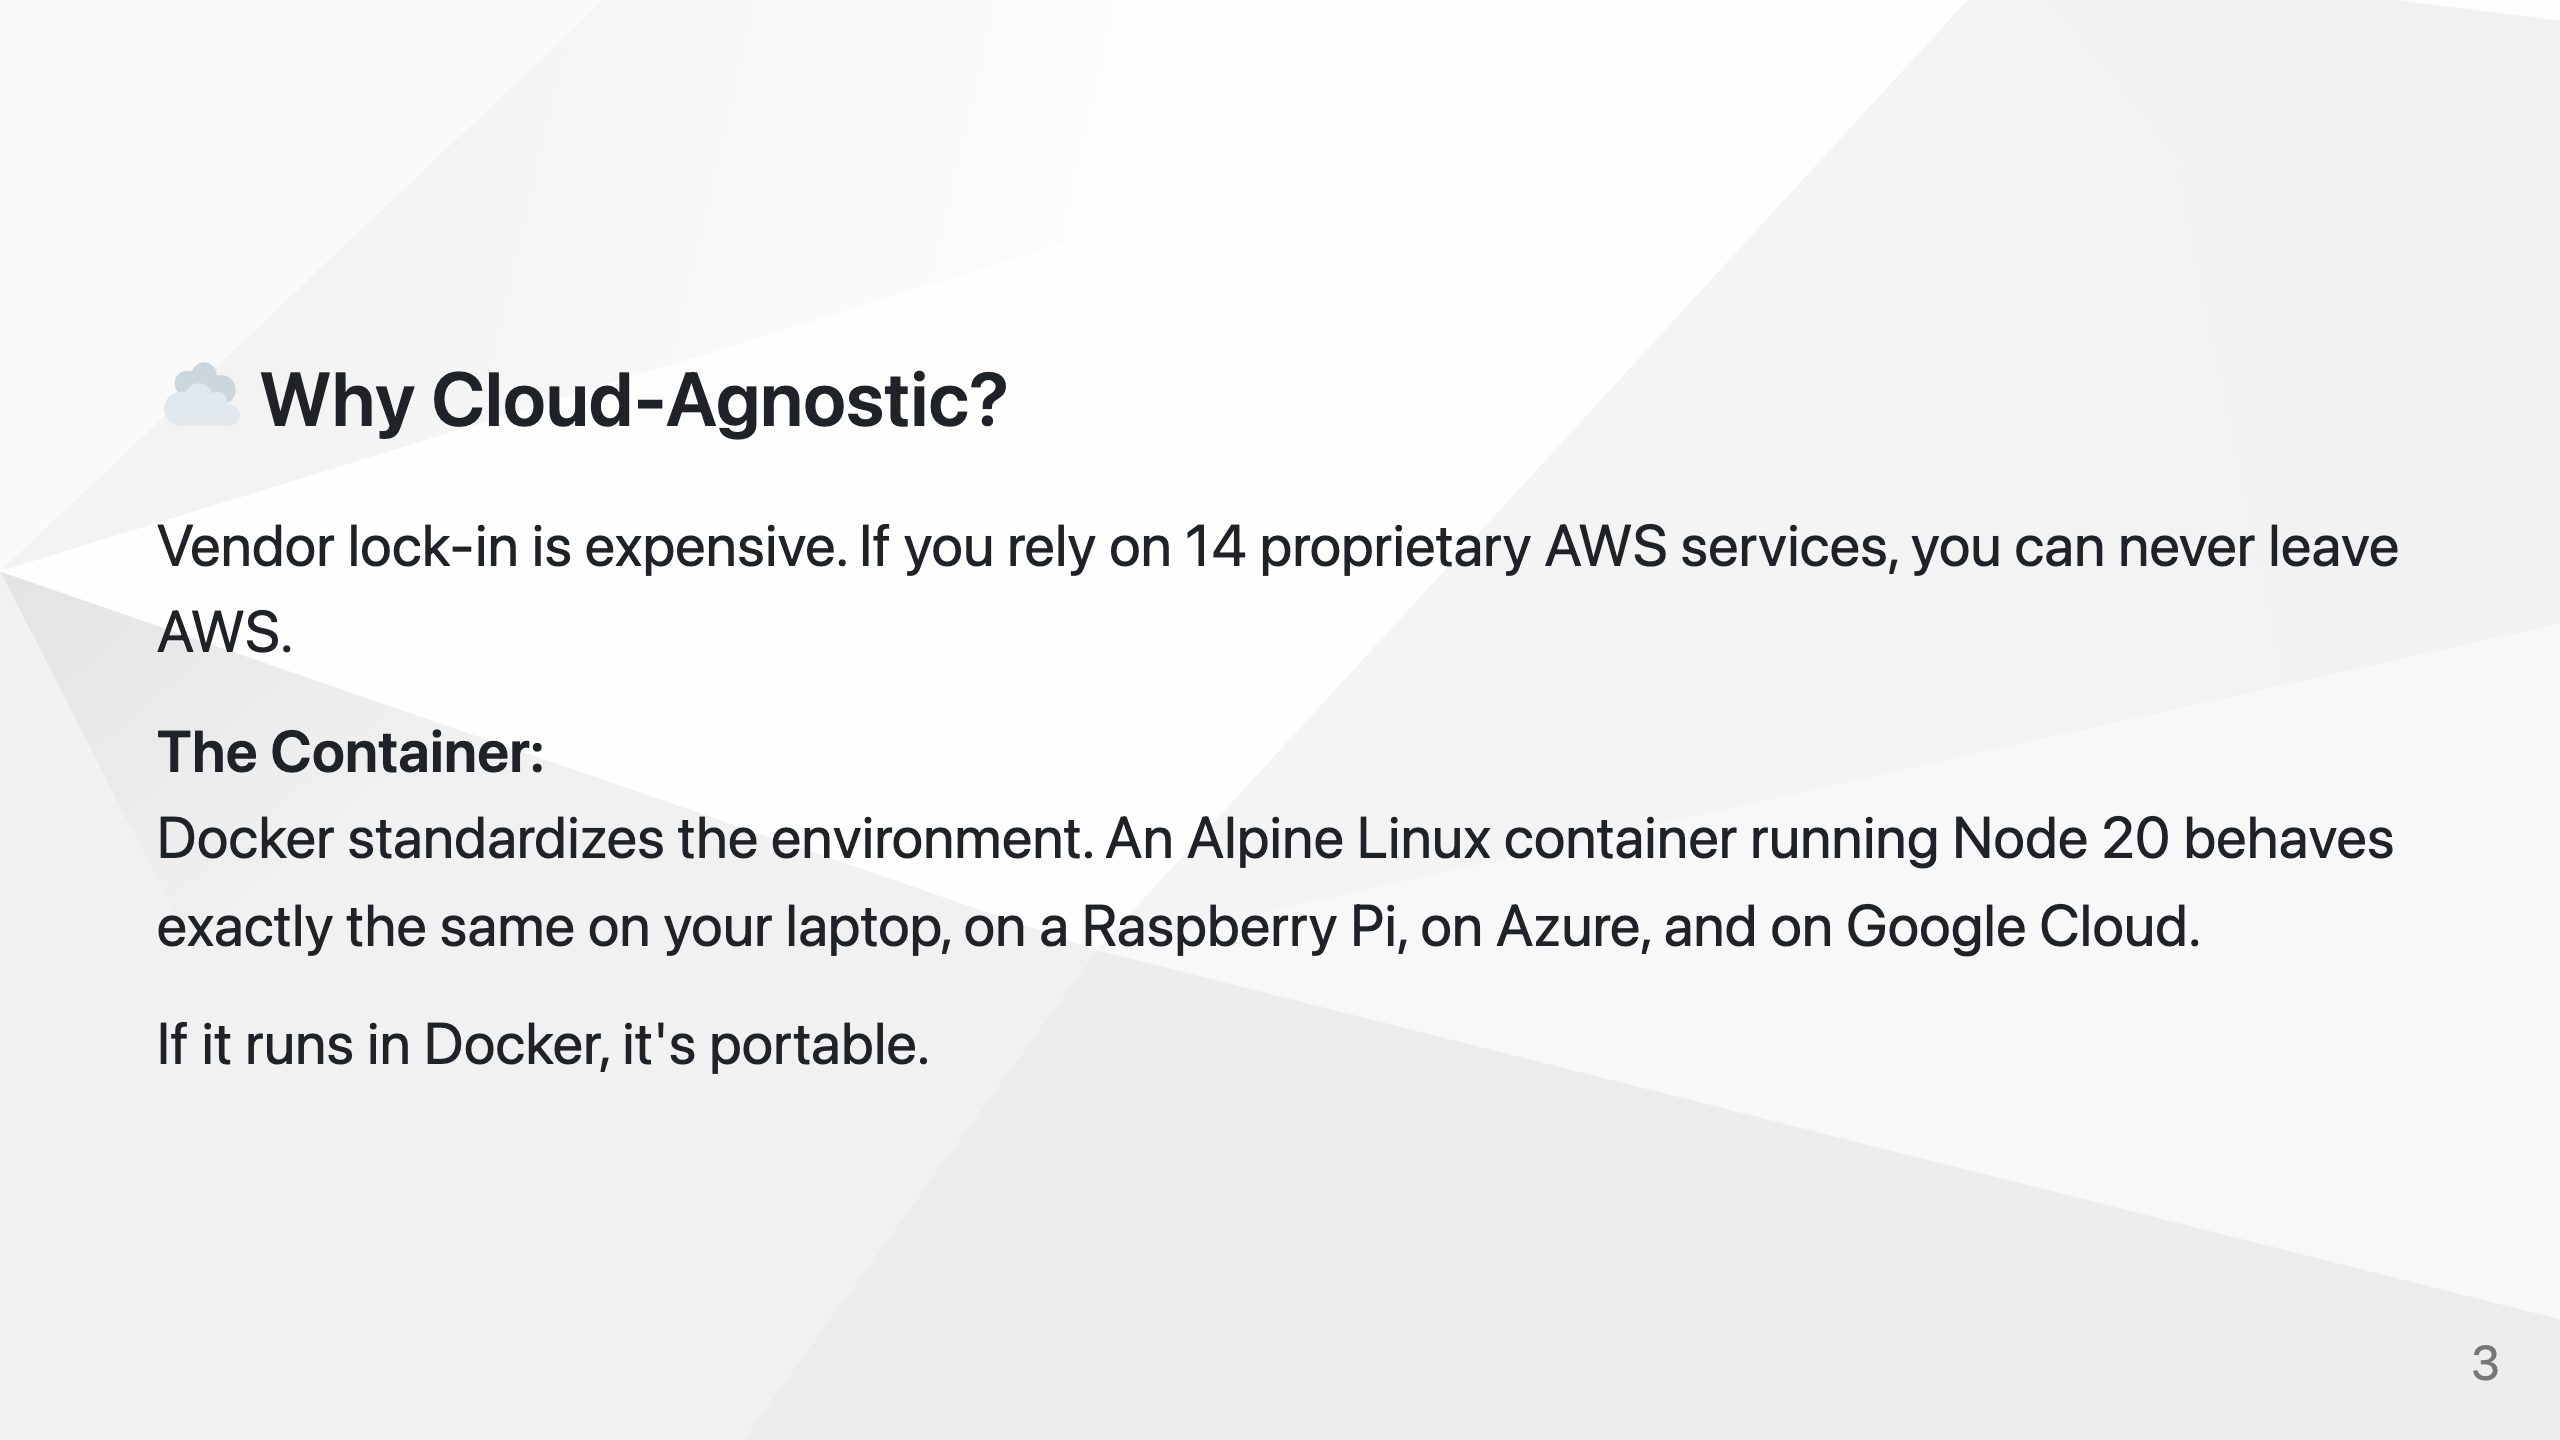 ☁️ Why Cloud-Agnostic?
Vendor lock-in is expensive. If you rely on 14 proprietary AWS services, you can never leave
AWS.
The Container:
Docker standardizes the environment. An Alpine Linux container running Node 20 behaves
exactly the same on your laptop, on a Raspberry Pi, on Azure, and on Google Cloud.
If it runs in Docker, it's portable.
3